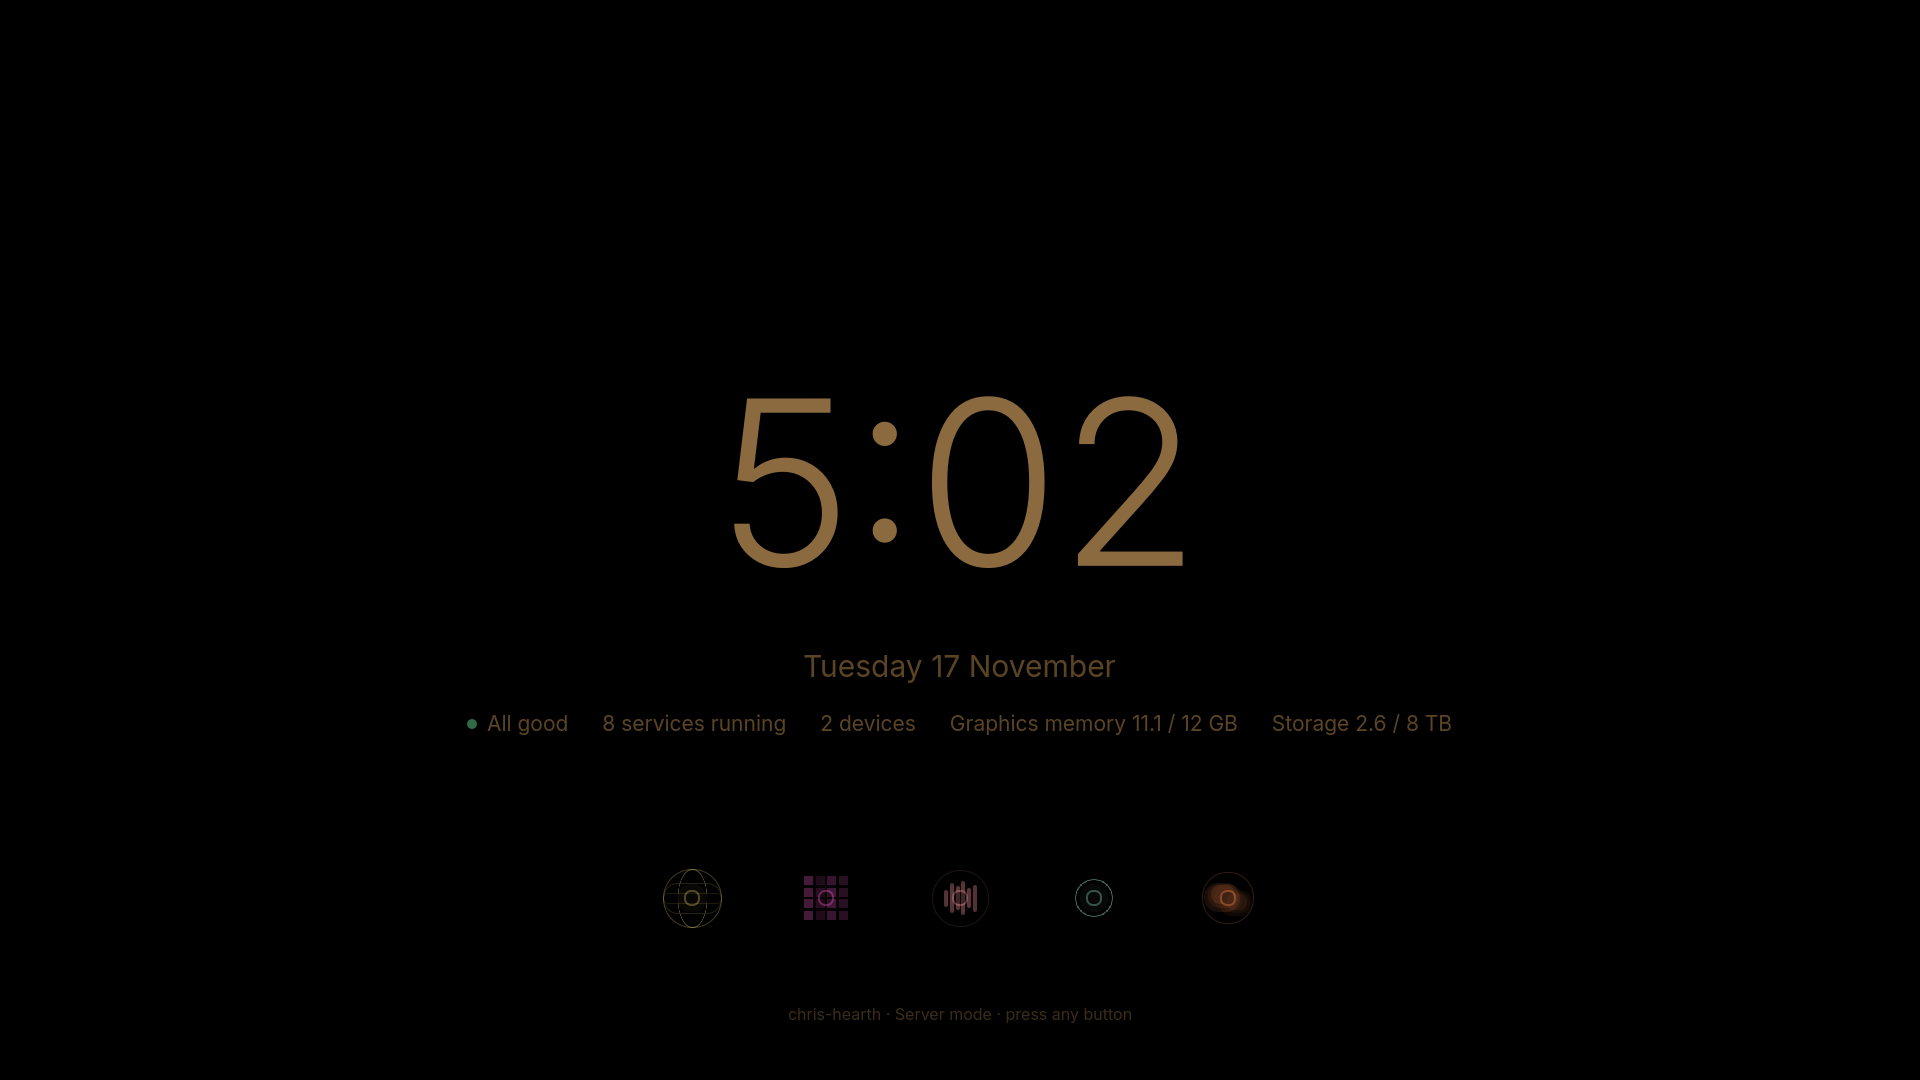 5:02
Tuesday 17 November
All good 8 services running 2 devices Graphics memory 11.1 / 12 GB Storage 2.6 / 8 TB
chris-hearth · Server mode · press any button